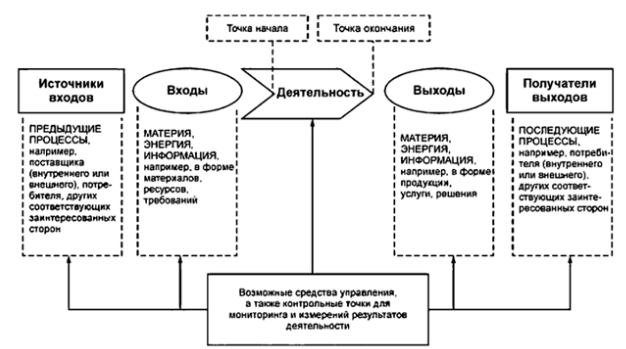 Точка начала
Точка окончания
Источники
входов
Входы
Деятельность
Выходы
Получатели
выходов
ПРЕДЫДУЩИЕ
ПРОЦЕССЫ,
например,
поставщика
(внутреннего или
внешнего), потре-
бителя, других
соответствующих
заинтересованных
сторон
МАТЕРИЯ,
ЭНЕРГИЯ,
ИНФОРМАЦИЯ,
например, в форме
материалов,
ресурсов,
требований
МАТЕРИЯ,
ЭНЕРГИЯ,
ИНФОРМАЦИЯ,
например, в форме
продукции,
услуги, решения
ПОСЛЕДУЮЩИЕ
ПРОЦЕССЫ,
например, потреби-
теля (внутреннего
или внешнего),
других соответ-
ствующих заинте-
ресованных сторон
Возможные средства управления,
а также контрольные точки для
мониторинга и измерений результатов
деятельности